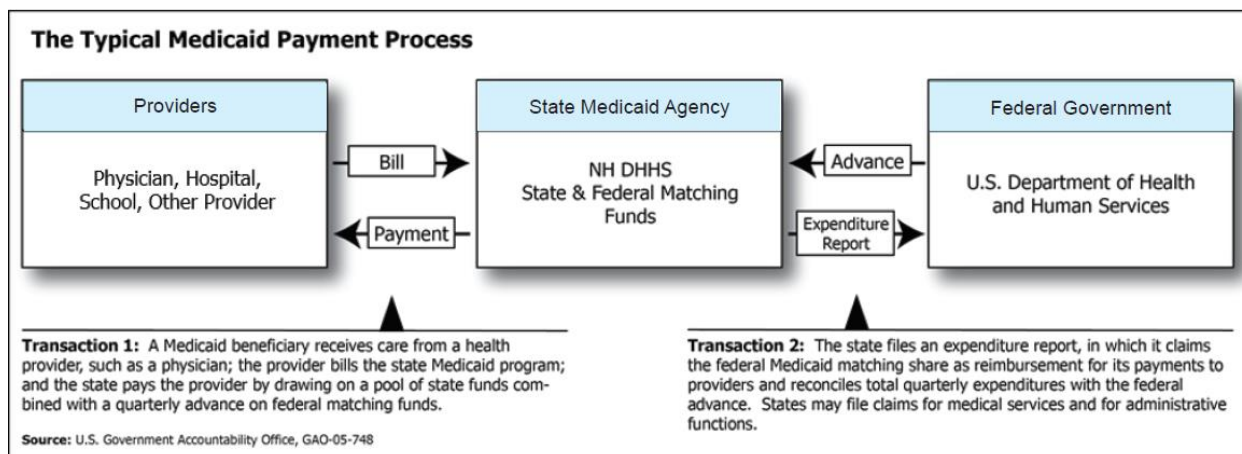 The Typical Medicaid Payment Process
Providers
Physician, Hospital,
School, Other Provider
Bill
Payment
State Medicaid Agency
NH DHHS
State & Federal Matching
Funds
Advance
Expenditure
Report
Federal Government
U.S. Department of Health
and Human Services
Transaction 1: A Medicaid beneficiary receives care from a health
provider, such as a physician; the provider bills the state Medicaid program;
and the state pays the provider by drawing on a pool of state funds com-
bined with a quarterly advance on federal matching funds.
Source: U.S. Government Accountability Office, GAO-05-748
Transaction 2: The state files an expenditure report, in which it claims
the federal Medicaid matching share as reimbursement for its payments to
providers and reconciles total quarterly expenditures with the federal
advance. States may file claims for medical services and for administrative
functions.